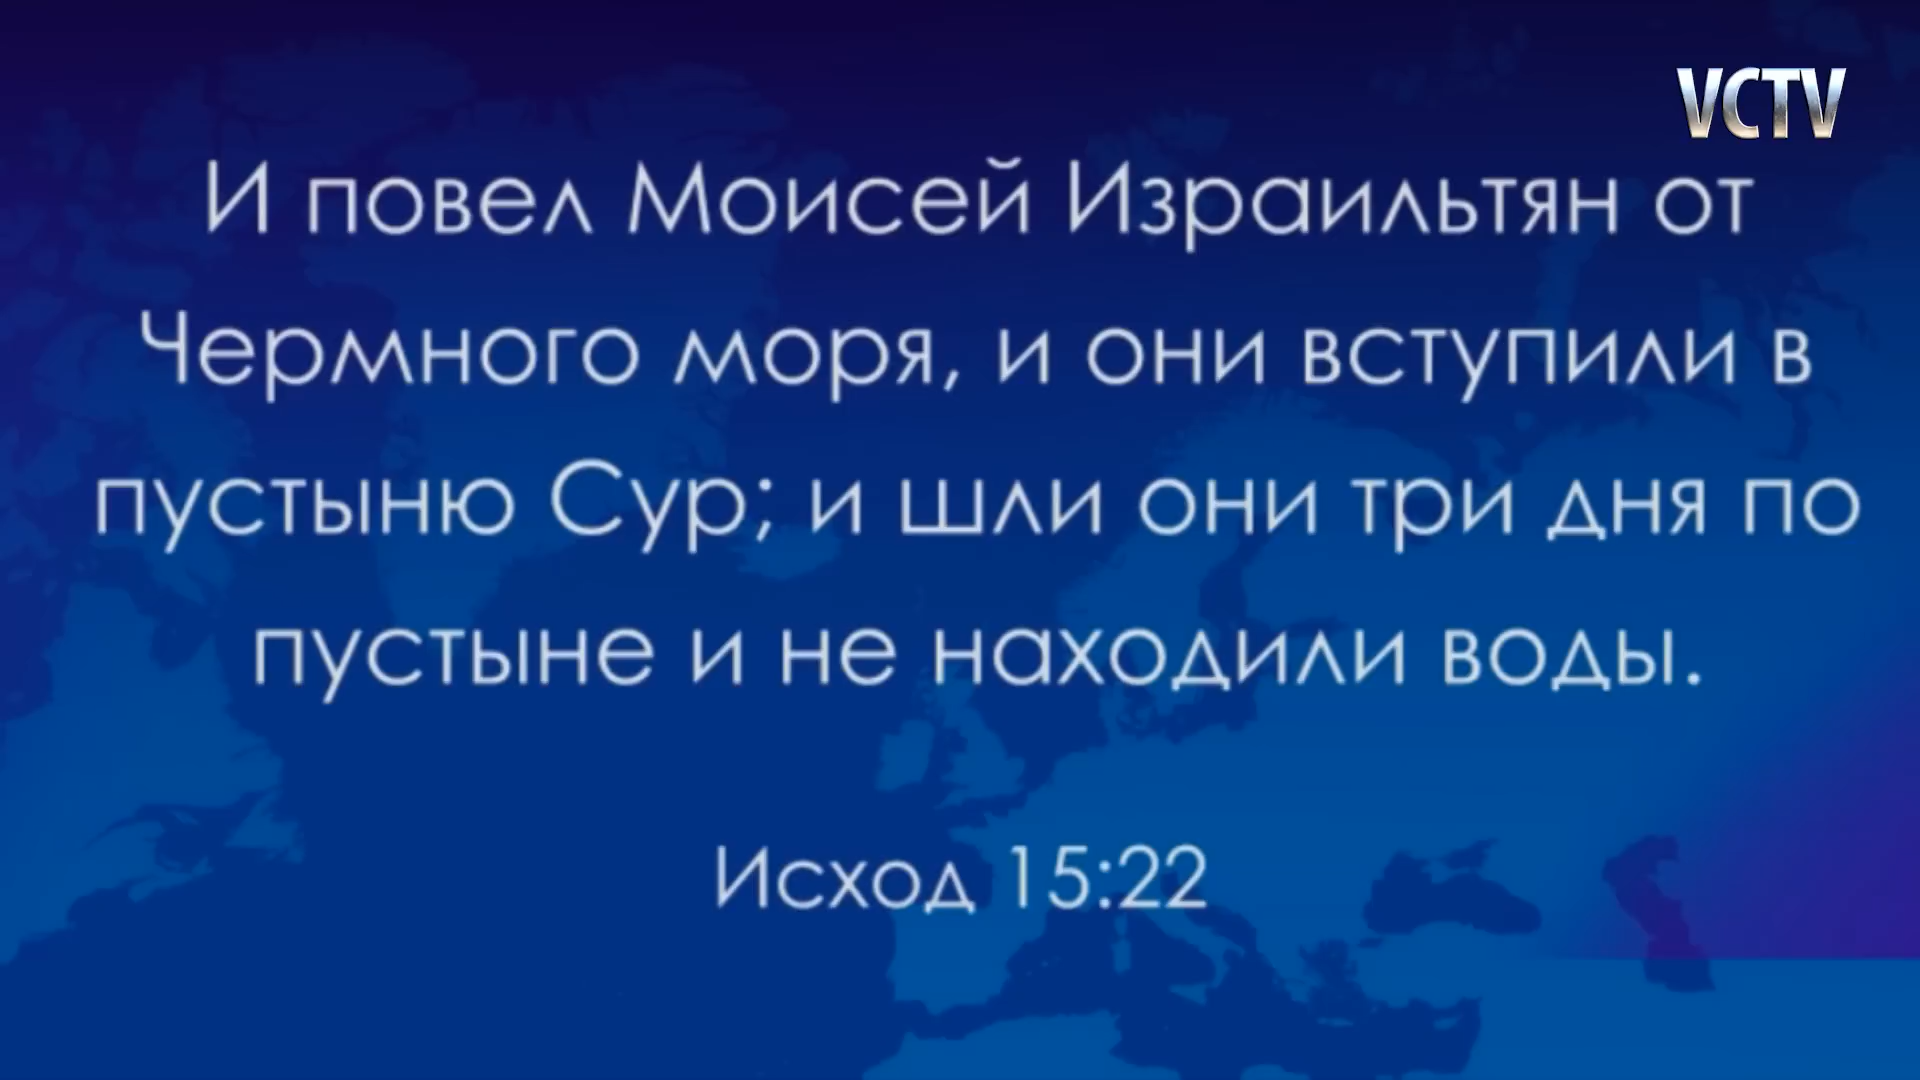 VCTV
И повел Моисей Израильтян от
Чермного моря, и они вступили в
пустыню Сур; и шли они три дня по
пустыне и не находили воды.
Исход 15:22